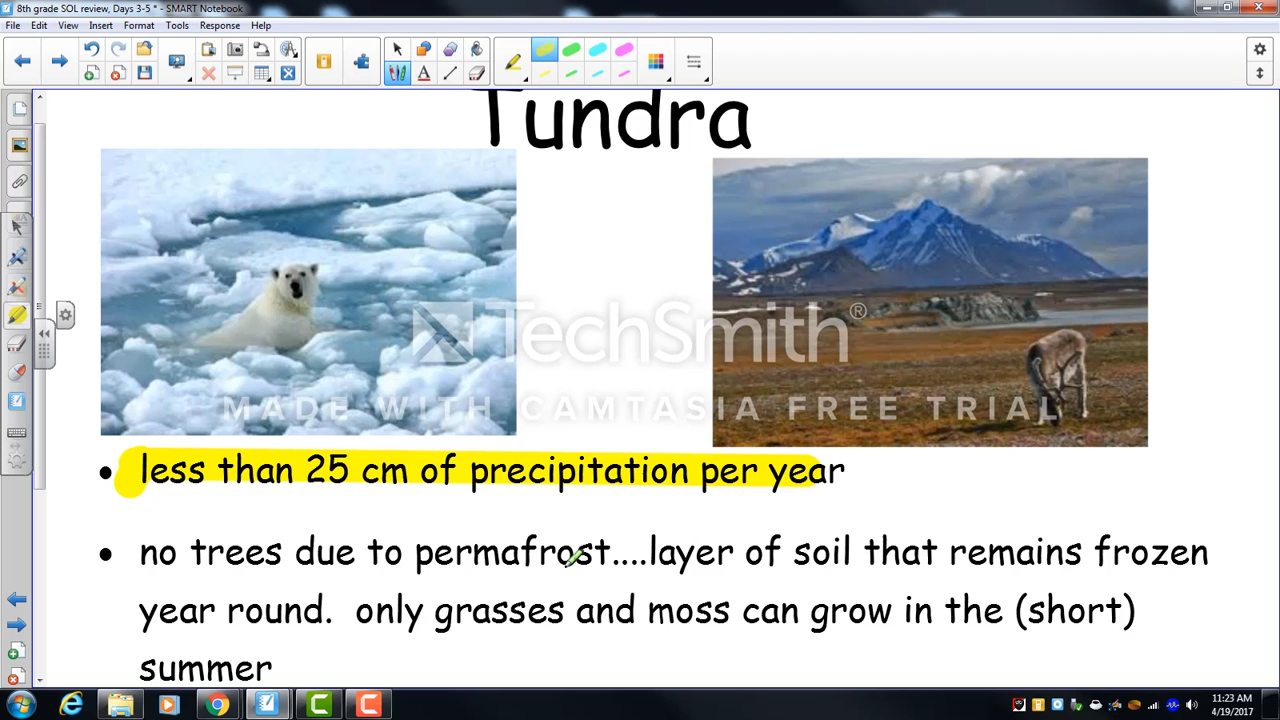 8th grade SOL review, Days 3-5 * - SMART Notebook
File Edit View Insert Format Tools Response Help
Tundra
TechSmith®
MADE WITH CAMTASIA FREE TRIAL
• less than 25 cm of precipitation per year
• no trees due to permafrost....layer of soil that remains frozen
year round. only grasses and moss can grow in the (short)
summer
11:23 AM
4/19/2017